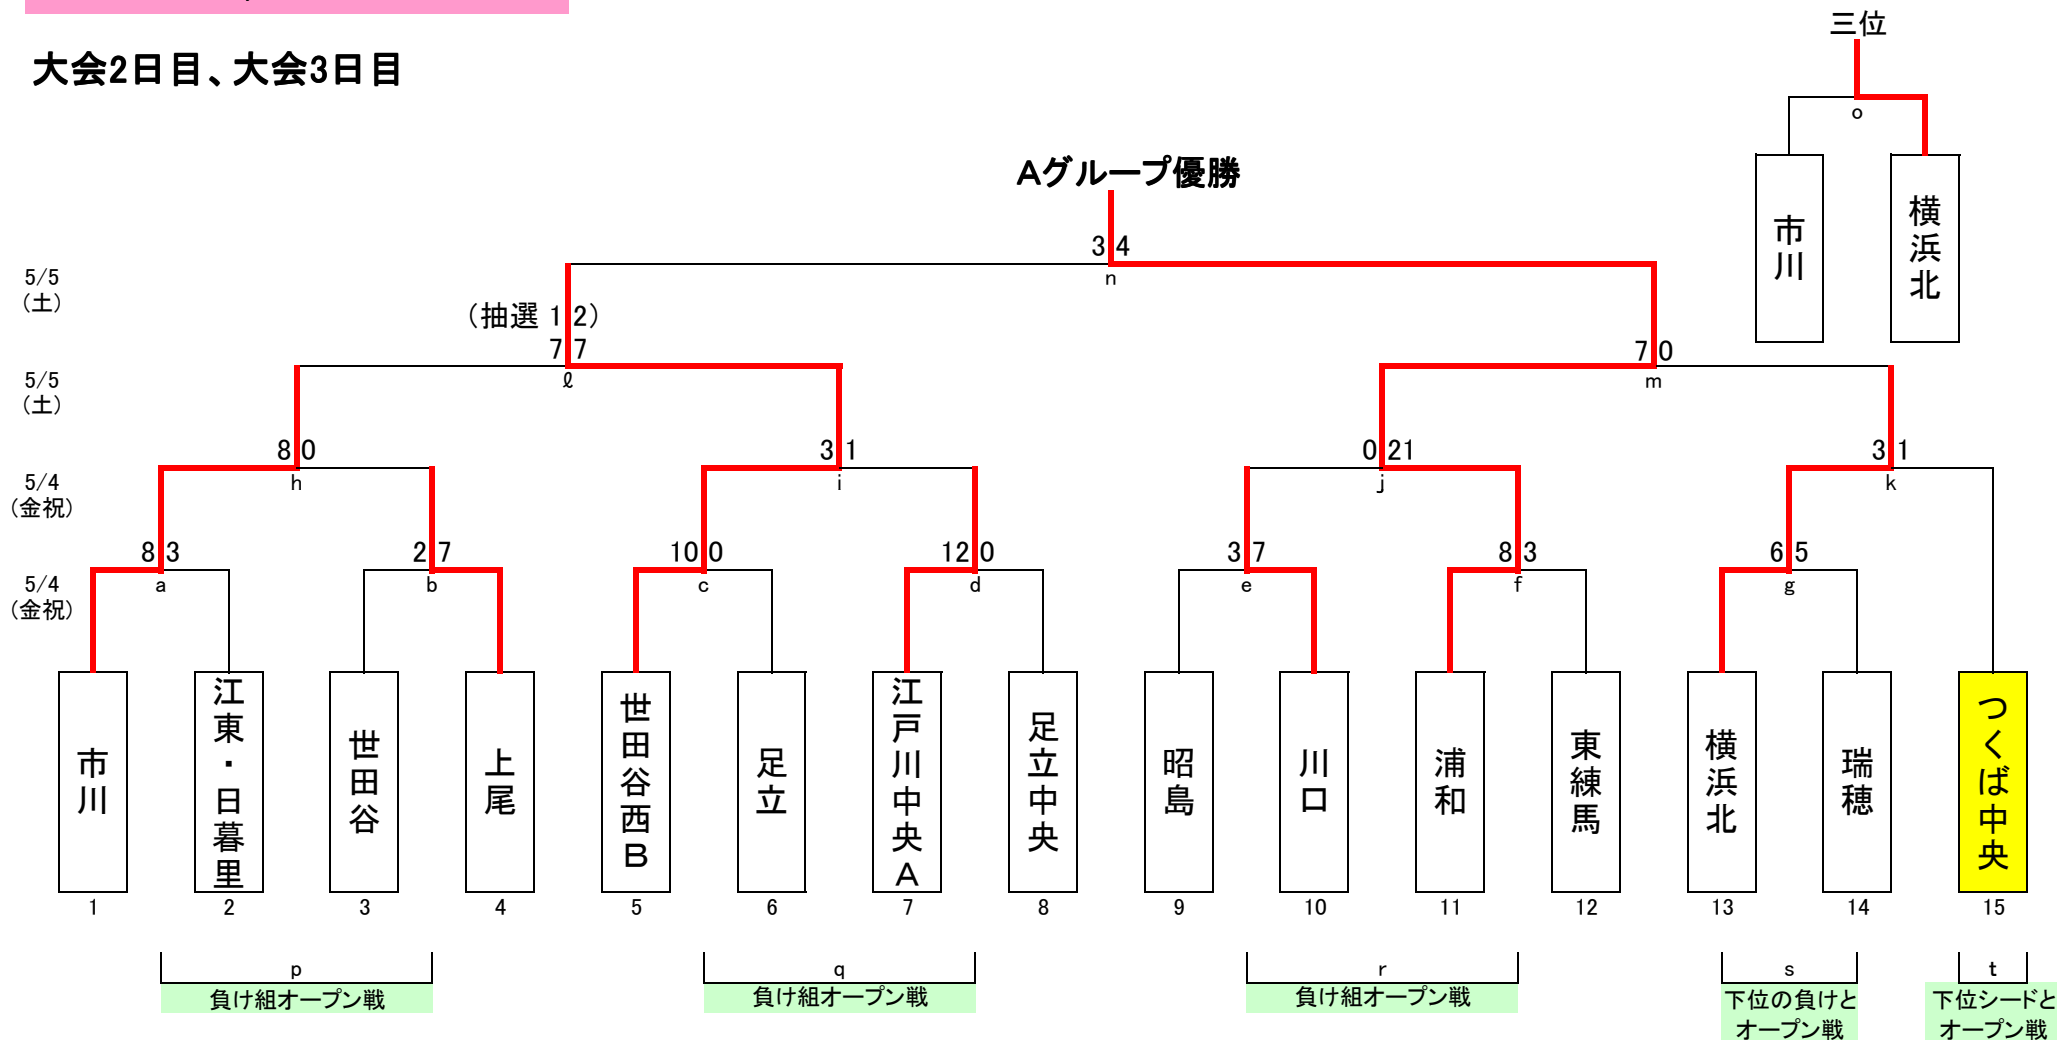 大会2日目、大会3日目
三位
o
市川
横浜北
Aグループ優勝
3 4
n
5/5
(土)
(抽選 1 2)
7 7
ℓ
7 0
m
5/5
(土)
8 0
h
3 1
i
0 21
j
3 1
k
5/4
(金祝)
8 3
a
2 7
b
10 0
c
12 0
d
3 7
e
8 3
f
6 5
g
5/4
(金祝)
市川
江東・日暮里
世田谷
上尾
世田谷西B
足立
江戸川中央A
足立中央
昭島
川口
浦和
東練馬
横浜北
瑞穂
つくば中央
1 2 3 4 5 6 7 8 9 10 11 12 13 14 15
p
負け組オープン戦
q
負け組オープン戦
r
負け組オープン戦
s
下位の負けと
オープン戦
t
下位シードと
オープン戦